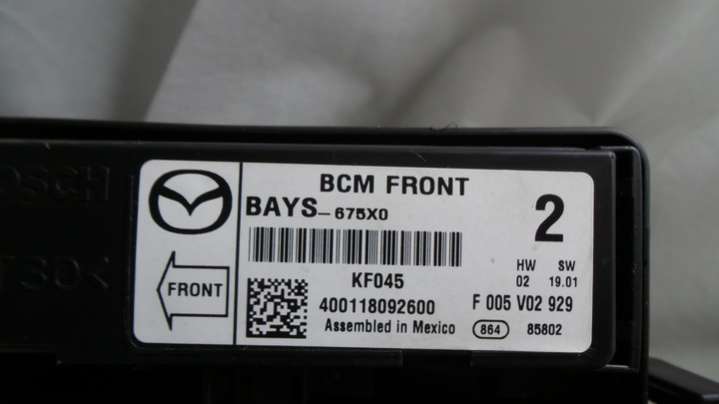 BOSCH
BCM FRONT
BAYS-675X0
2
HW SW
02 19.01
KF045
FRONT
400118092600
F 005 V02 929
Assembled in Mexico
864
85802